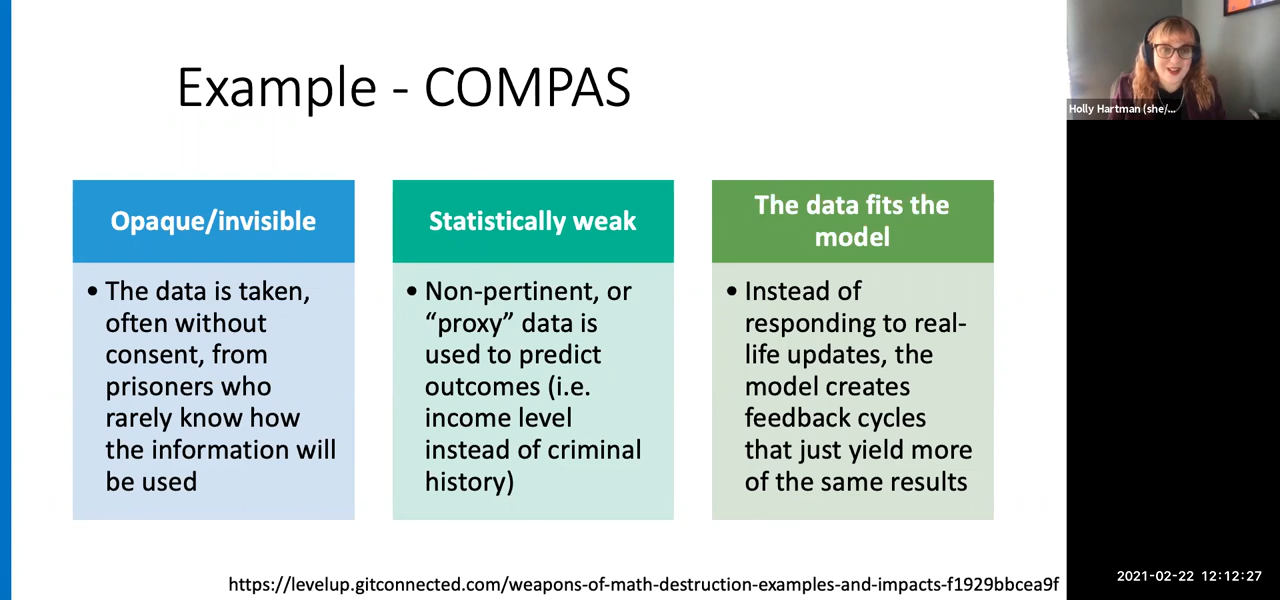 Example - COMPAS
Opaque/invisible
• The data is taken,
often without
consent, from
prisoners who
rarely know how
the information will
be used
Statistically weak
• Non-pertinent, or
“proxy” data is
used to predict
outcomes (i.e.
income level
instead of criminal
history)
The data fits the
model
• Instead of
responding to real-
life updates, the
model creates
feedback cycles
that just yield more
of the same results
https://levelup.gitconnected.com/weapons-of-math-destruction-examples-and-impacts-f1929bbcea9f
Holly Hartman (she/...
2021-02-22 12:12:27